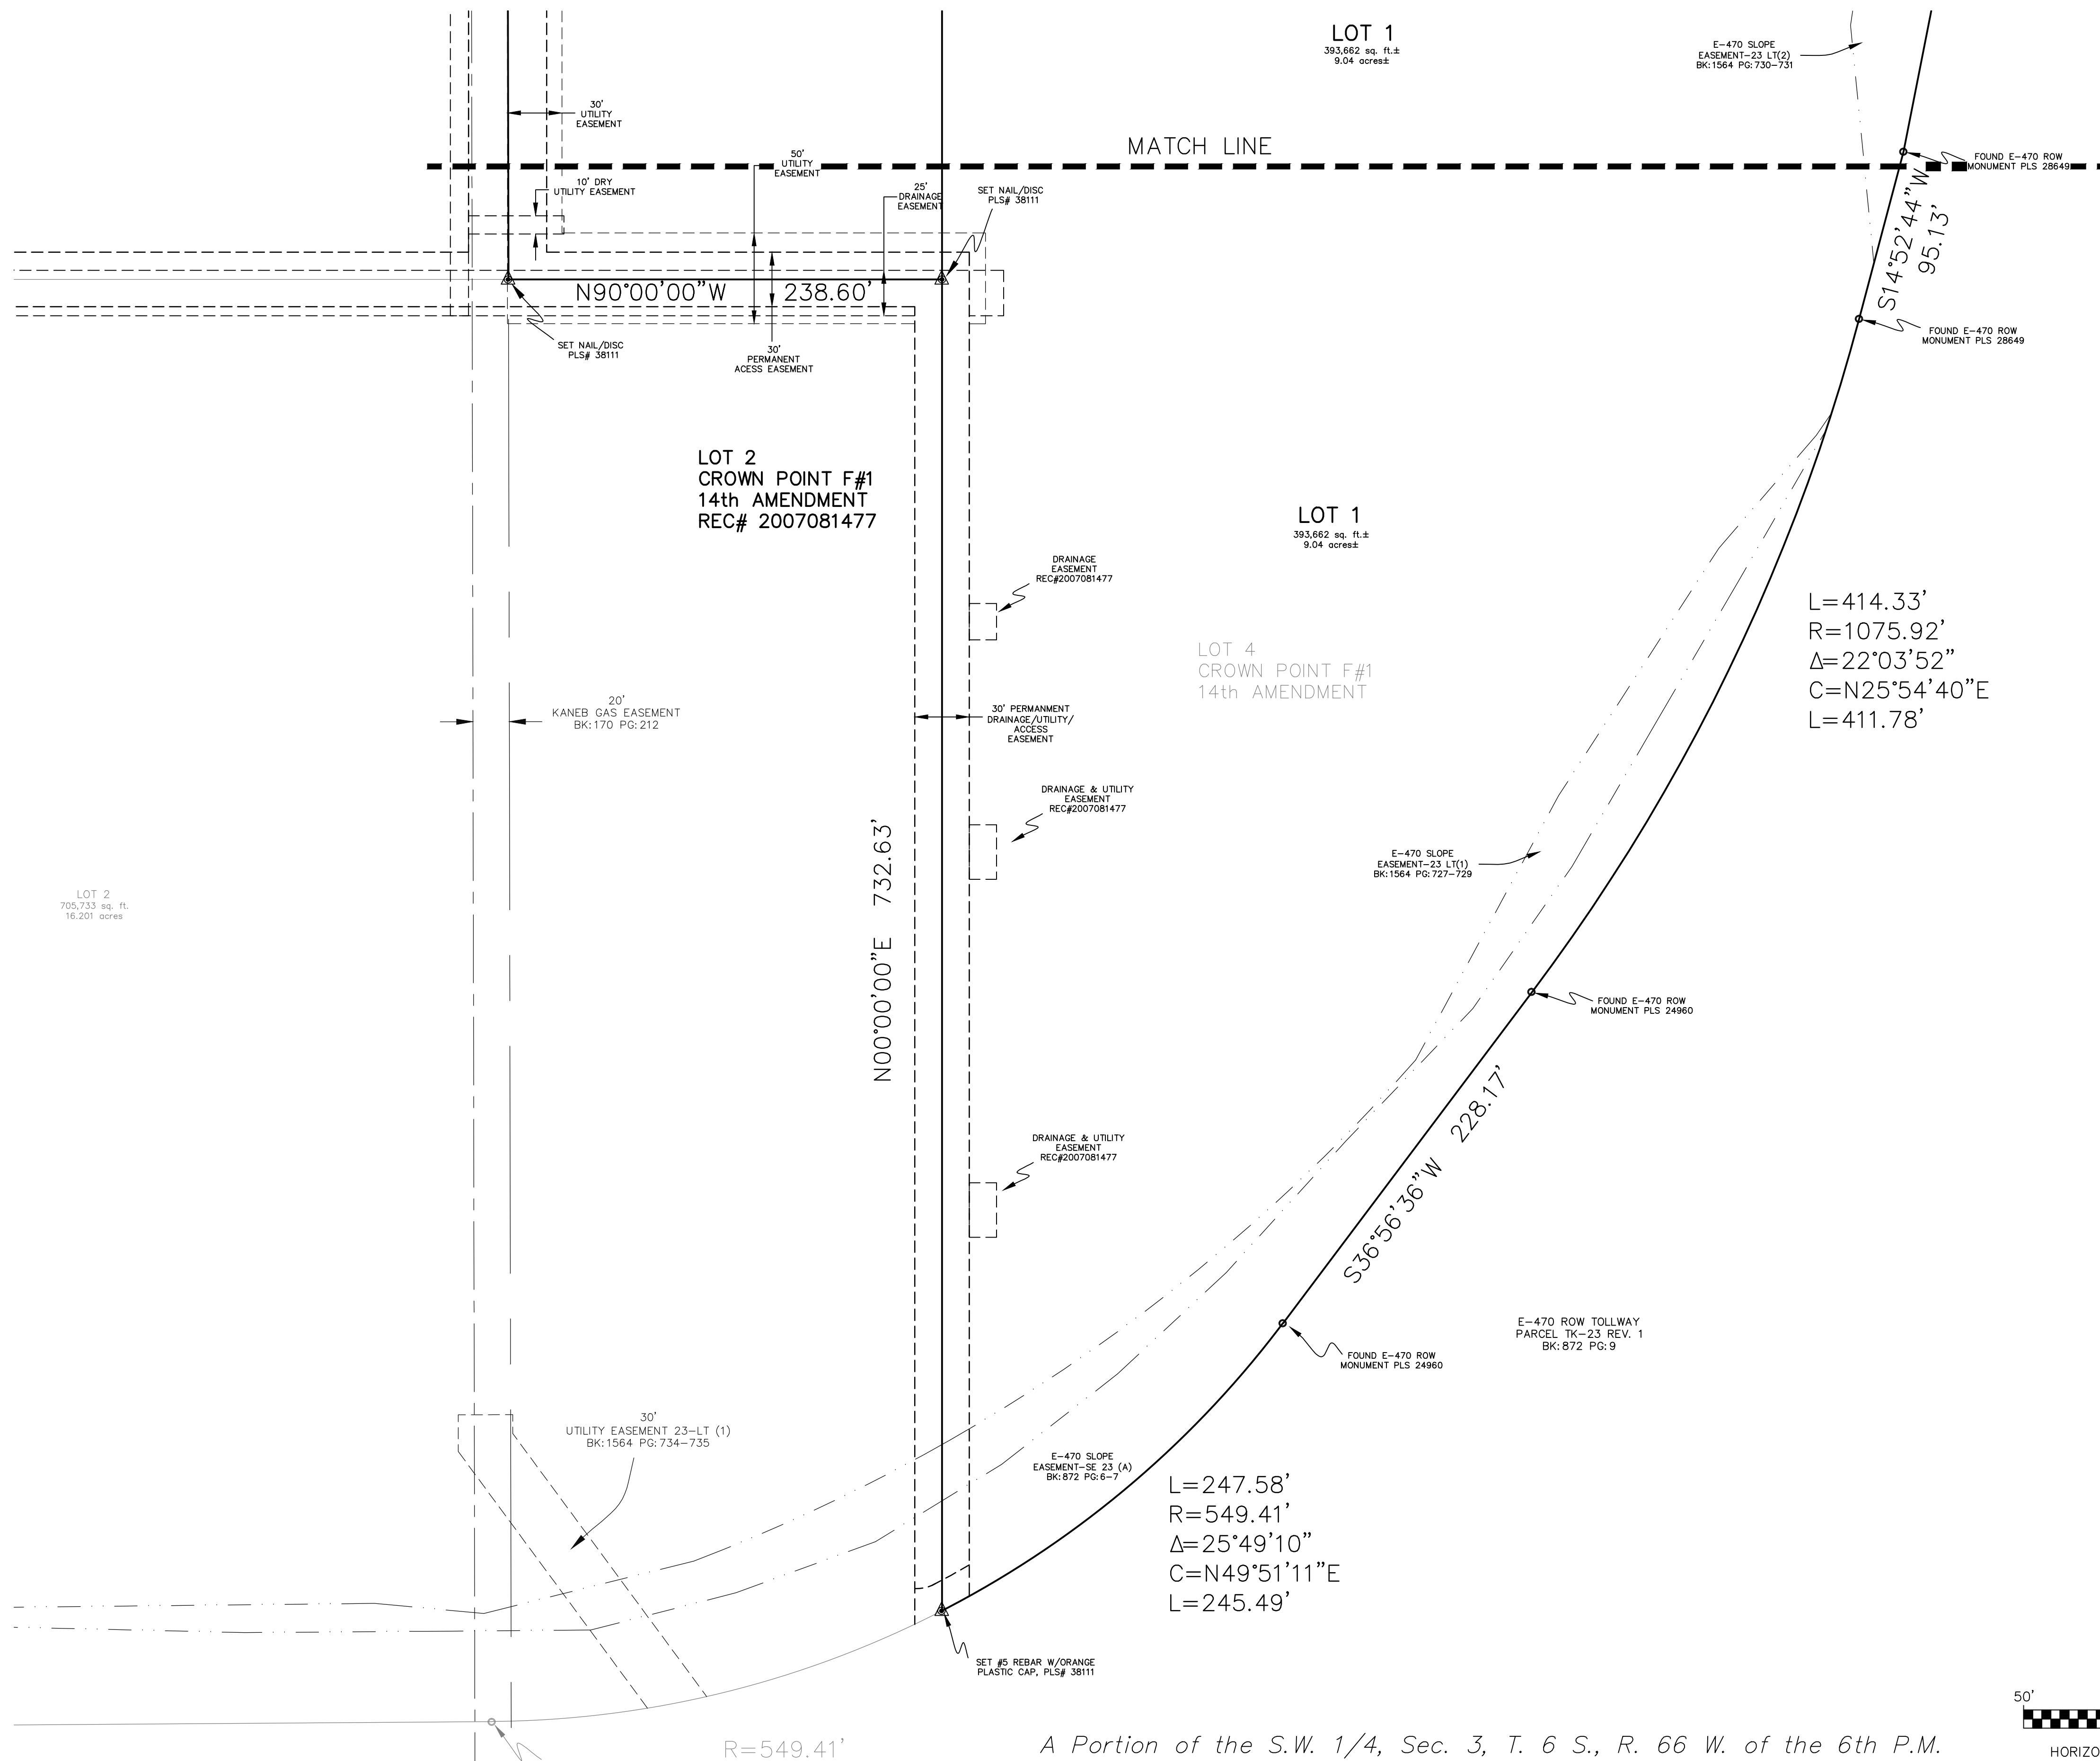 LOT 1
393,662 sq. ft.±
9.04 acres±
E-470 SLOPE
EASEMENT-23 LT(2)
BK:1564 PG:730-731
30'
UTILITY
EASEMENT
MATCH LINE
50'
UTILITY
EASEMENT
FOUND E-470 ROW
MONUMENT PLS 28649
10' DRY
UTILITY EASEMENT
25'
DRAINAGE
EASEMENT
SET NAIL/DISC
PLS# 38111
S14°52'44"W
95.13'
N90°00'00"W 238.60'
SET NAIL/DISC
PLS# 38111
30'
PERMANENT
ACESS EASEMENT
FOUND E-470 ROW
MONUMENT PLS 28649
LOT 2
CROWN POINT F#1
14th AMENDMENT
REC# 2007081477
LOT 1
393,662 sq. ft.±
9.04 acres±
DRAINAGE
EASEMENT
REC#2007081477
L=414.33'
R=1075.92'
Δ=22°03'52"
C=N25°54'40"E
L=411.78'
LOT 4
CROWN POINT F#1
14th AMENDMENT
20'
KANEB GAS EASEMENT
BK:170 PG:212
30' PERMANMENT
DRAINAGE/UTILITY/
ACCESS
EASEMENT
DRAINAGE & UTILITY
EASEMENT
REC#2007081477
N00°00'00"E 732.63'
E-470 SLOPE
EASEMENT-23 LT(1)
BK:1564 PG:727-729
LOT 2
705,733 sq. ft.
16.201 acres
FOUND E-470 ROW
MONUMENT PLS 24960
S36°56'36"W 228.17'
DRAINAGE & UTILITY
EASEMENT
REC#2007081477
E-470 ROW TOLLWAY
PARCEL TK-23 REV. 1
BK:872 PG:9
FOUND E-470 ROW
MONUMENT PLS 24960
30'
UTILITY EASEMENT 23-LT (1)
BK:1564 PG:734-735
E-470 SLOPE
EASEMENT-SE 23 (A)
BK:872 PG:6-7
L=247.58'
R=549.41'
Δ=25°49'10"
C=N49°51'11"E
L=245.49'
SET #5 REBAR W/ORANGE
PLASTIC CAP, PLS# 38111
50'
R=549.41'
A Portion of the S.W. 1/4, Sec. 3, T. 6 S., R. 66 W. of the 6th P.M.